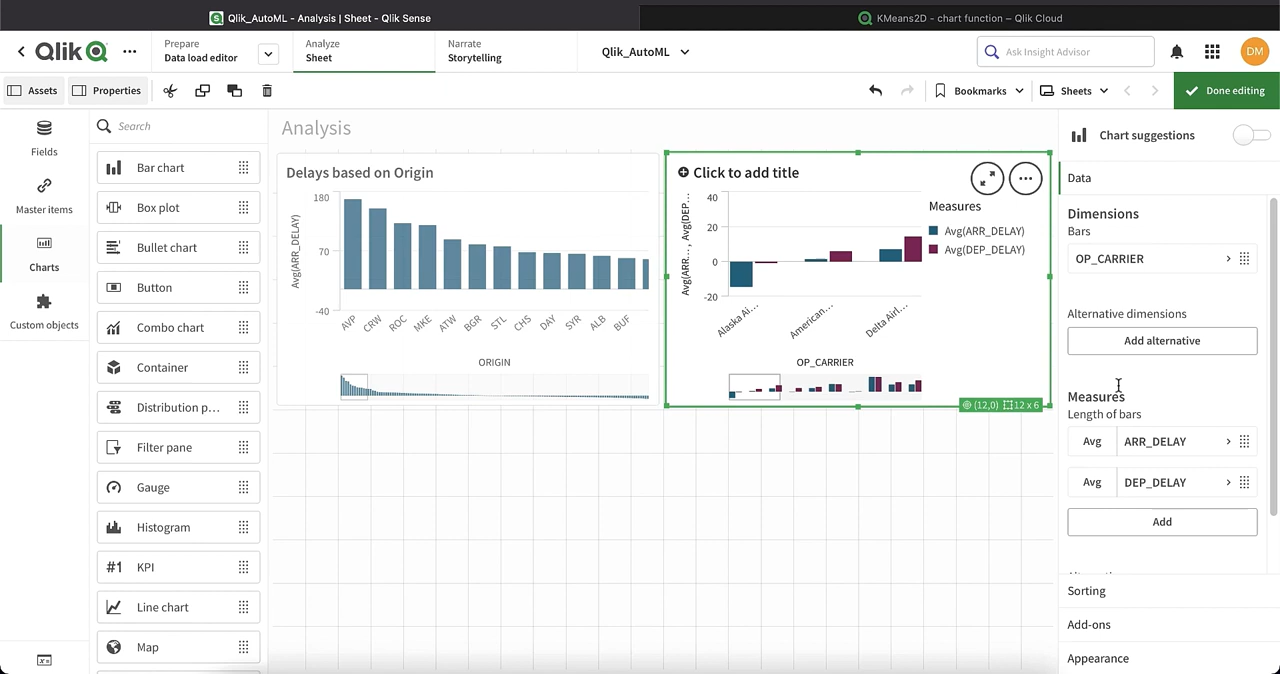 Qlik_AutoML - Analysis | Sheet - Qlik Sense
KMeans2D - chart function – Qlik Cloud
Qlik
Prepare
Data load editor
Analyze
Sheet
Narrate
Storytelling
Qlik_AutoML
Ask Insight Advisor
DM
Assets
Properties
Bookmarks
Sheets
Done editing
Fields
Master items
Charts
Custom objects
Search
Bar chart
Box plot
Bullet chart
Button
Combo chart
Container
Distribution p...
Filter pane
Gauge
Histogram
#1 KPI
Line chart
Map
Analysis
Delays based on Origin
Avg(ARR_DELAY)
180
70
-40
AVP
CRW
ROC
MKE
ATW
BGR
STL
CHS
DAY
SYR
ALB
BUF
ORIGIN
Click to add title
Avg(ARR... , Avg(DEP...
40
20
0
-20
Alaska Ai...
American...
Delta Airl...
OP_CARRIER
Measures
Avg(ARR_DELAY)
Avg(DEP_DELAY)
(12,0) 12 x 6
Chart suggestions
Data
Dimensions
Bars
OP_CARRIER
Alternative dimensions
Add alternative
Measures
Length of bars
Avg ARR_DELAY
Avg DEP_DELAY
Add
Sorting
Add-ons
Appearance